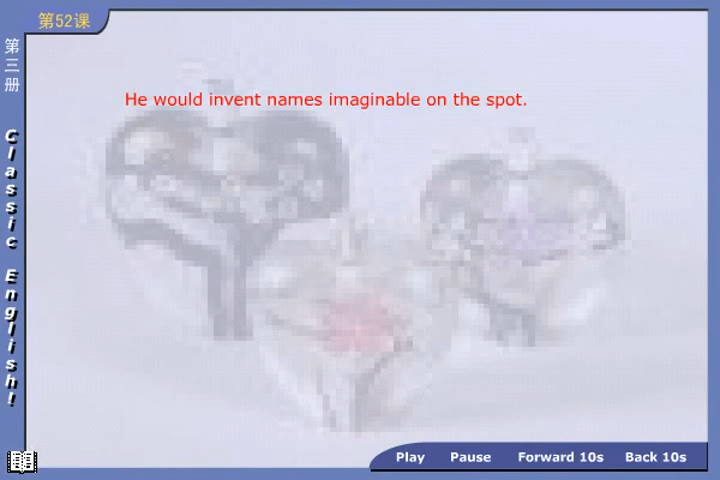 第52课
第三册
Classic English!
He would invent names imaginable on the spot.
Play Pause Forward 10s Back 10s